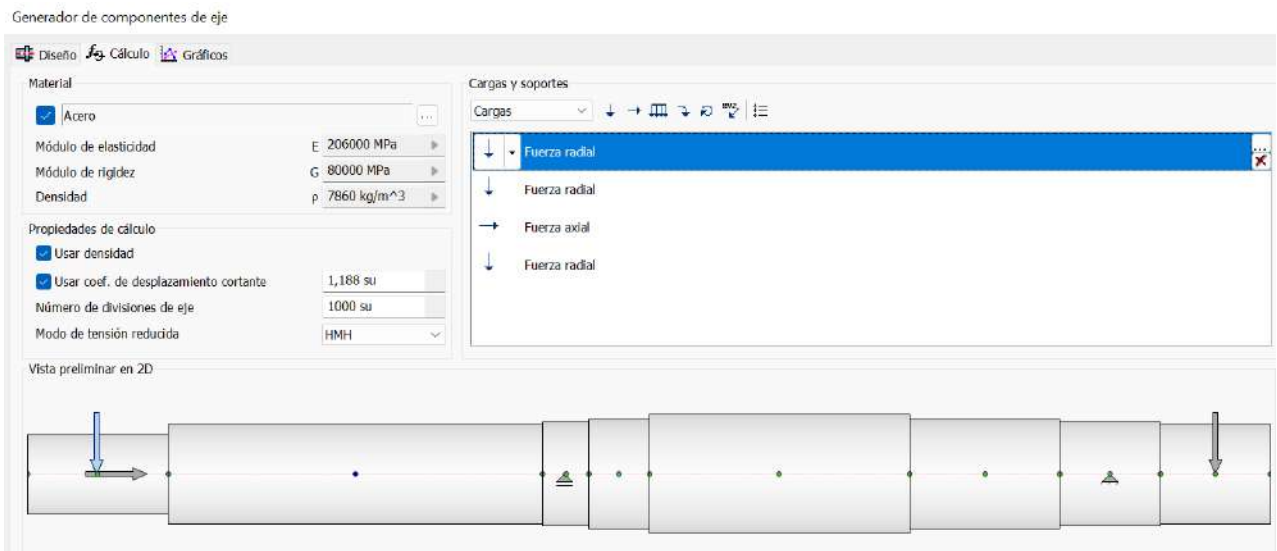 Generador de componentes de eje
Diseño Cálculo Gráficos
Material
Acero ...
Módulo de elasticidad E 206000 MPa
Módulo de rigidez G 80000 MPa
Densidad ρ 7860 kg/m^3
Propiedades de cálculo
Usar densidad
Usar coef. de desplazamiento cortante 1,188 su
Número de divisiones de eje 1000 su
Modo de tensión reducida HMH
Cargas y soportes
Cargas
Fuerza radial ...
Fuerza radial
Fuerza axial
Fuerza radial
Vista preliminar en 2D